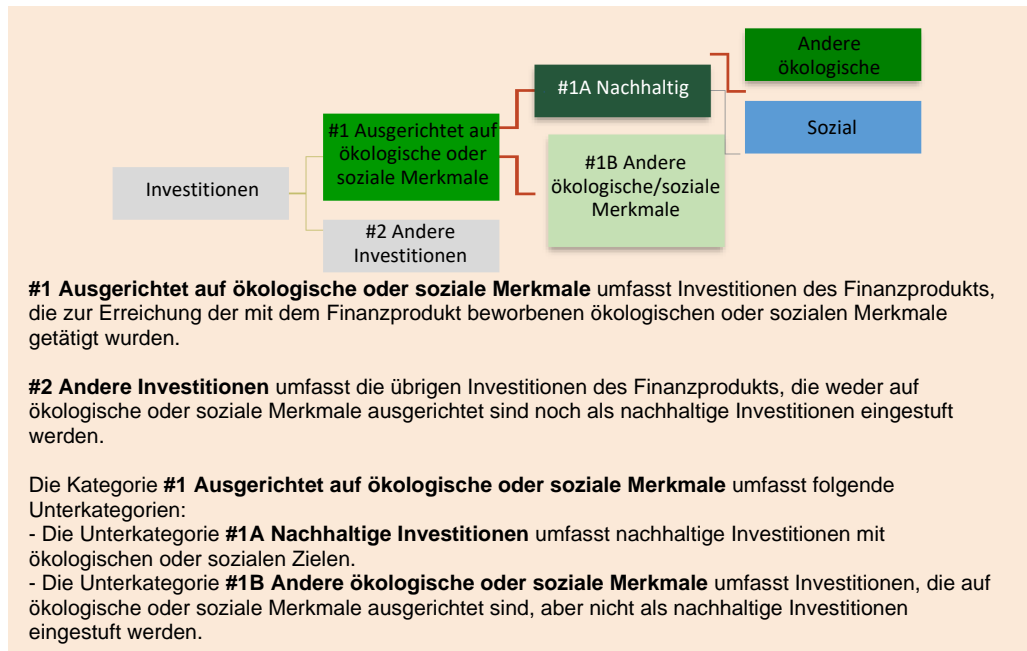 Andere
ökologische
#1A Nachhaltig
Sozial
#1 Ausgerichtet auf
ökologische oder
soziale Merkmale
#1B Andere
ökologische/soziale
Merkmale
Investitionen
#2 Andere
Investitionen
#1 Ausgerichtet auf ökologische oder soziale Merkmale umfasst Investitionen des Finanzprodukts,
die zur Erreichung der mit dem Finanzprodukt beworbenen ökologischen oder sozialen Merkmale
getätigt wurden.
#2 Andere Investitionen umfasst die übrigen Investitionen des Finanzprodukts, die weder auf
ökologische oder soziale Merkmale ausgerichtet sind noch als nachhaltige Investitionen eingestuft
werden.
Die Kategorie #1 Ausgerichtet auf ökologische oder soziale Merkmale umfasst folgende
Unterkategorien:
- Die Unterkategorie #1A Nachhaltige Investitionen umfasst nachhaltige Investitionen mit
ökologischen oder sozialen Zielen.
- Die Unterkategorie #1B Andere ökologische oder soziale Merkmale umfasst Investitionen, die auf
ökologische oder soziale Merkmale ausgerichtet sind, aber nicht als nachhaltige Investitionen
eingestuft werden.